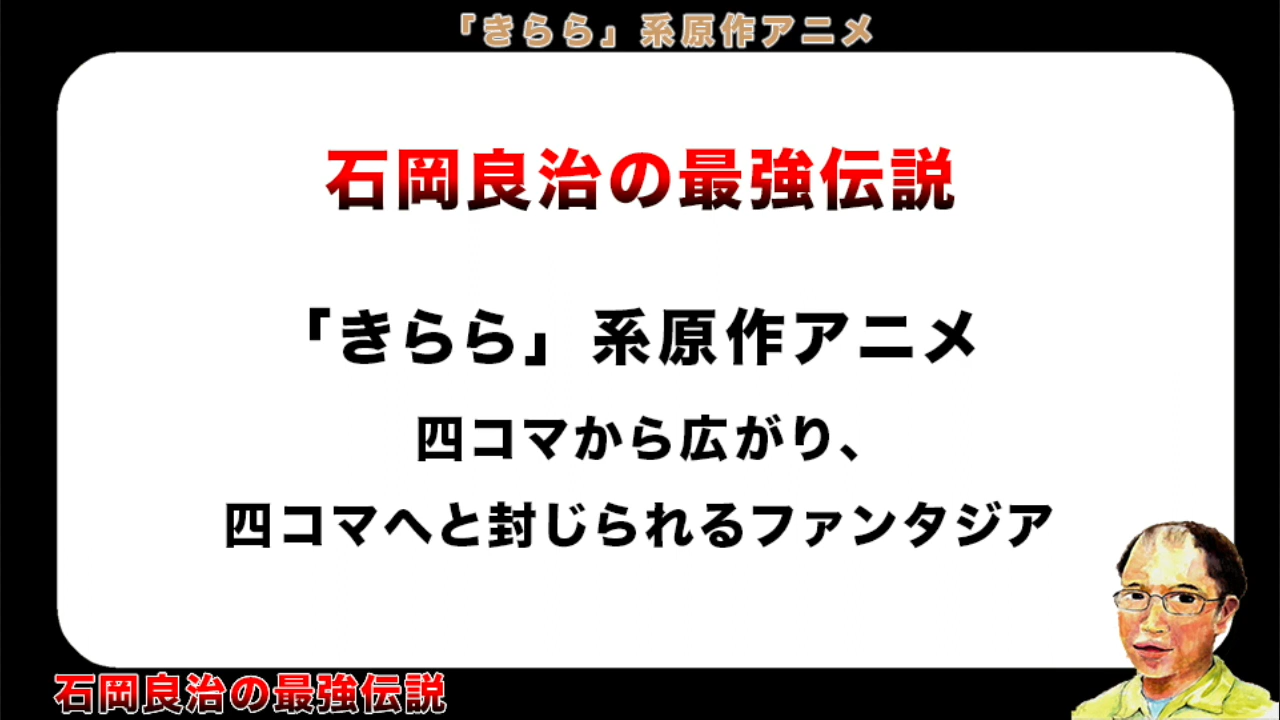 「きらら」系原作アニメ
石岡良治の最強伝説
「きらら」系原作アニメ
四コマから広がり、
四コマへと封じられるファンタジア
石岡良治の最強伝説